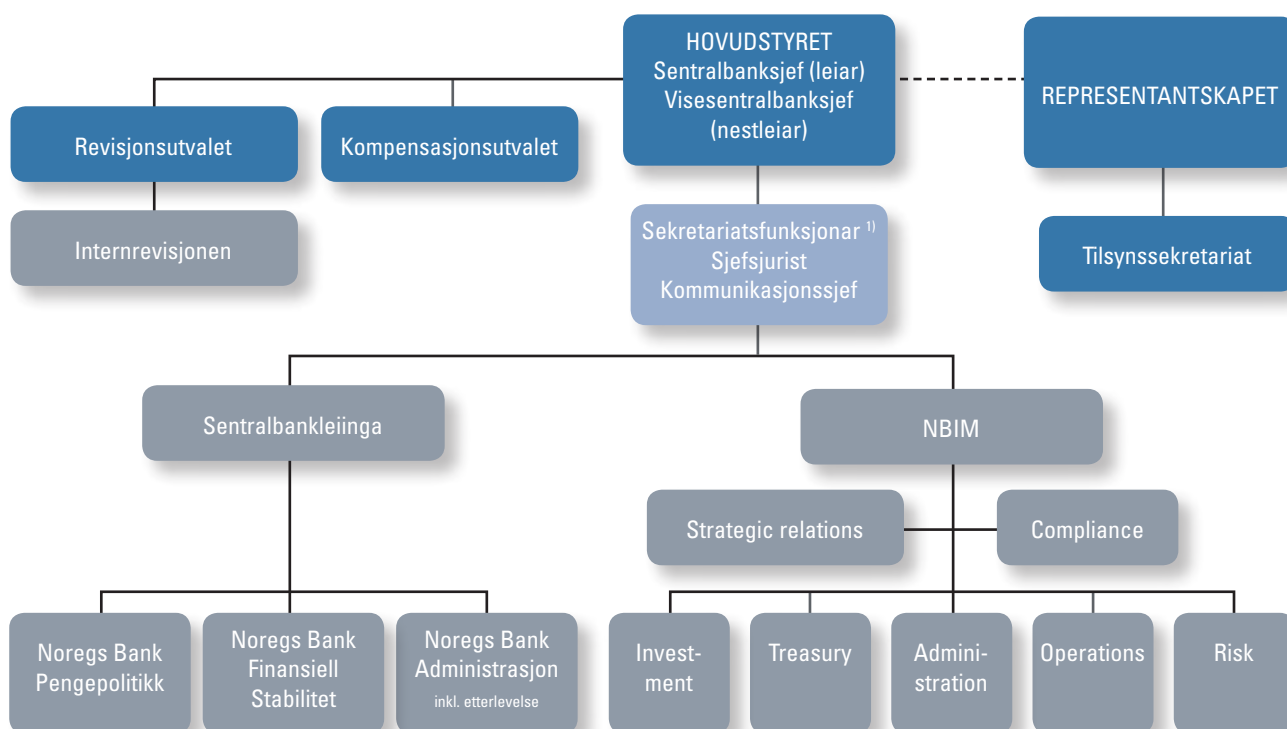 HOVUDSTYRET
Sentralbanksjef (leiar)
Visesentralbanksjef
(nestleiar)
REPRESENTANTSKAPET
Revisjonsutvalet
Kompensasjonsutvalet
Internrevisjonen
Sekretariatsfunksjonar 1)
Sjefsjurist
Kommunikasjonssjef
Tilsynssekretariat
Sentralbankleiinga
NBIM
Strategic relations
Compliance
Noregs Bank
Pengepolitikk
Noregs Bank
Finansiell
Stabilitet
Noregs Bank
Administrasjon
inkl. etterlevelse
Invest-
ment
Treasury
Admini-
stration
Operations
Risk